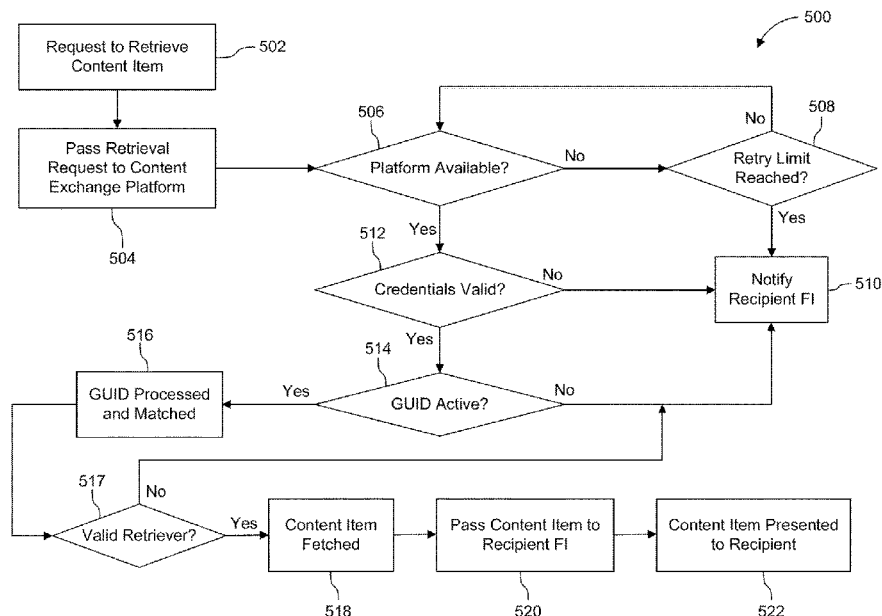 500
Request to Retrieve
Content Item
502
Pass Retrieval
Request to Content
Exchange Platform
504
506
Platform Available?
No
Yes
No
508
Retry Limit
Reached?
Yes
512
Credentials Valid?
No
Yes
Notify
Recipient FI
510
514
GUID Active?
No
Yes
516
GUID Processed
and Matched
517
Valid Retriever?
No
Yes
Content Item
Fetched
518
Pass Content Item to
Recipient FI
520
Content Item Presented
to Recipient
522